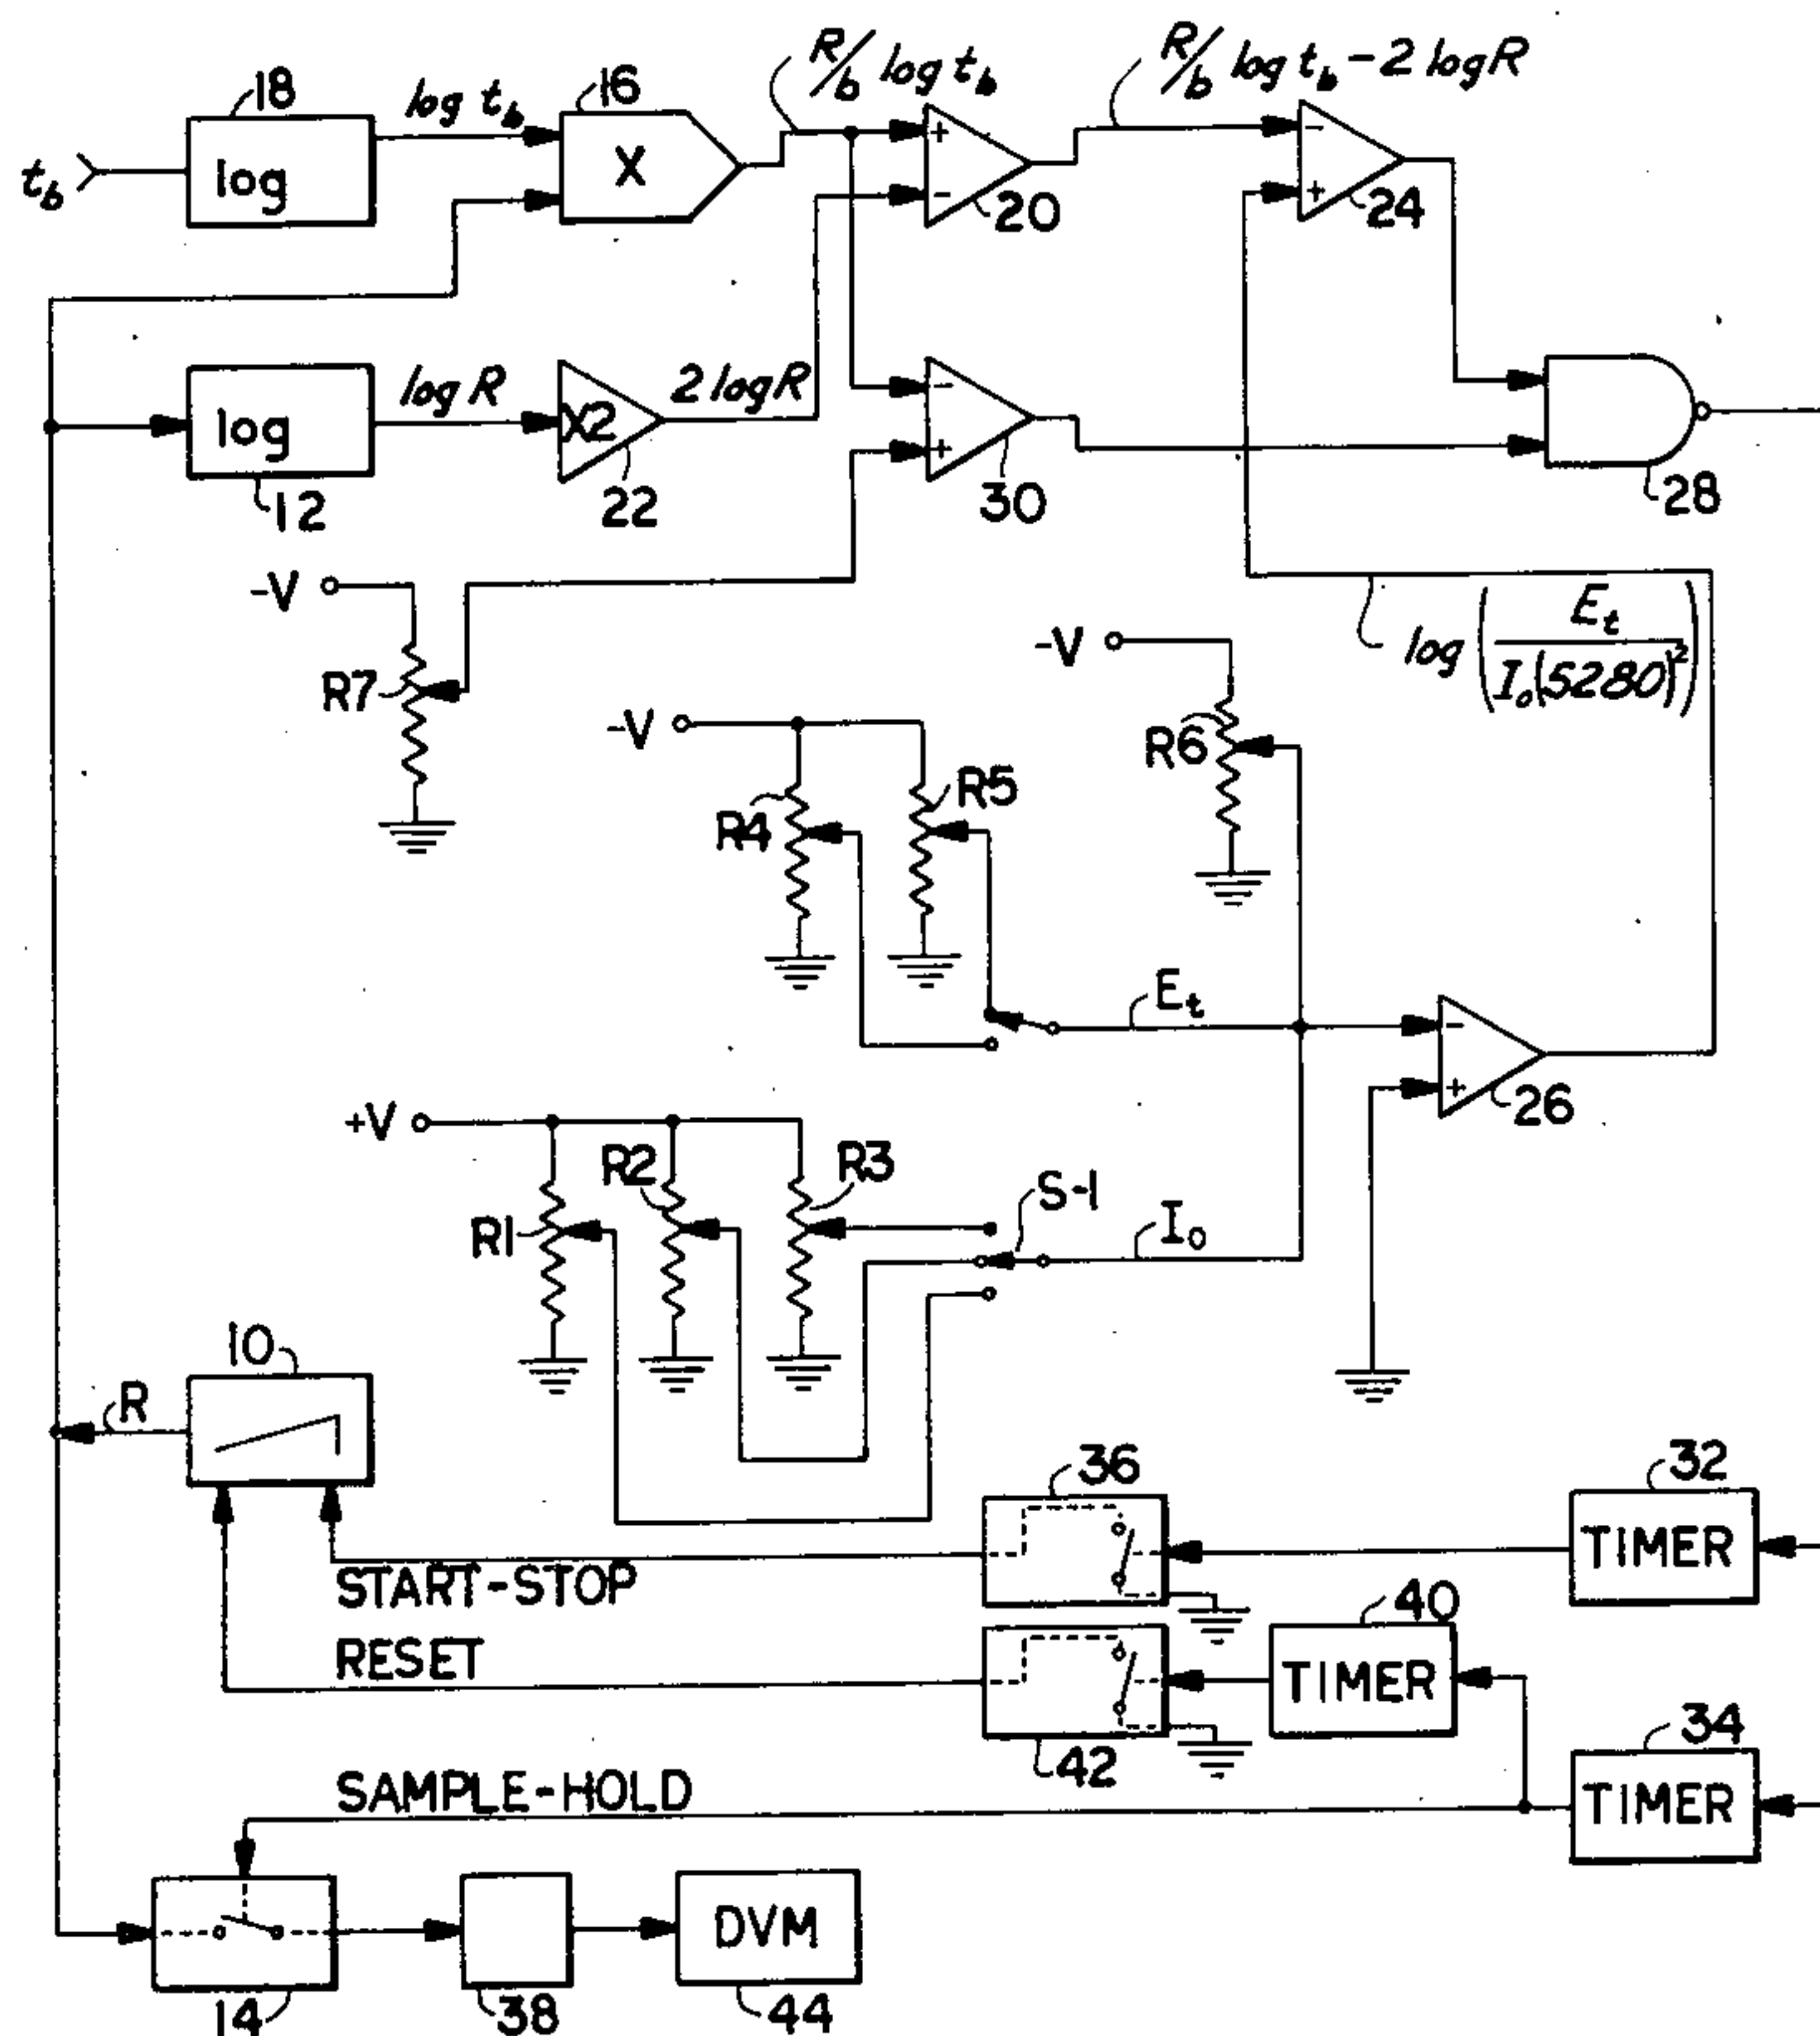 18
log t_b
16
R/b log t_b
R/b log t_b - 2 log R
t_b
log
X
+
-
20
-
+
24
log
log R
X2
2 log R
-
+
12
22
30
28
-V
R7
-V
log (E_t / I_o(5280)²)
-V
R6
R4
R5
E_t
-
+
26
+V
R1
R2
R3
S-1
I_o
10
R
36
32
TIMER
START-STOP
40
RESET
TIMER
42
34
SAMPLE-HOLD
TIMER
DVM
14
38
44